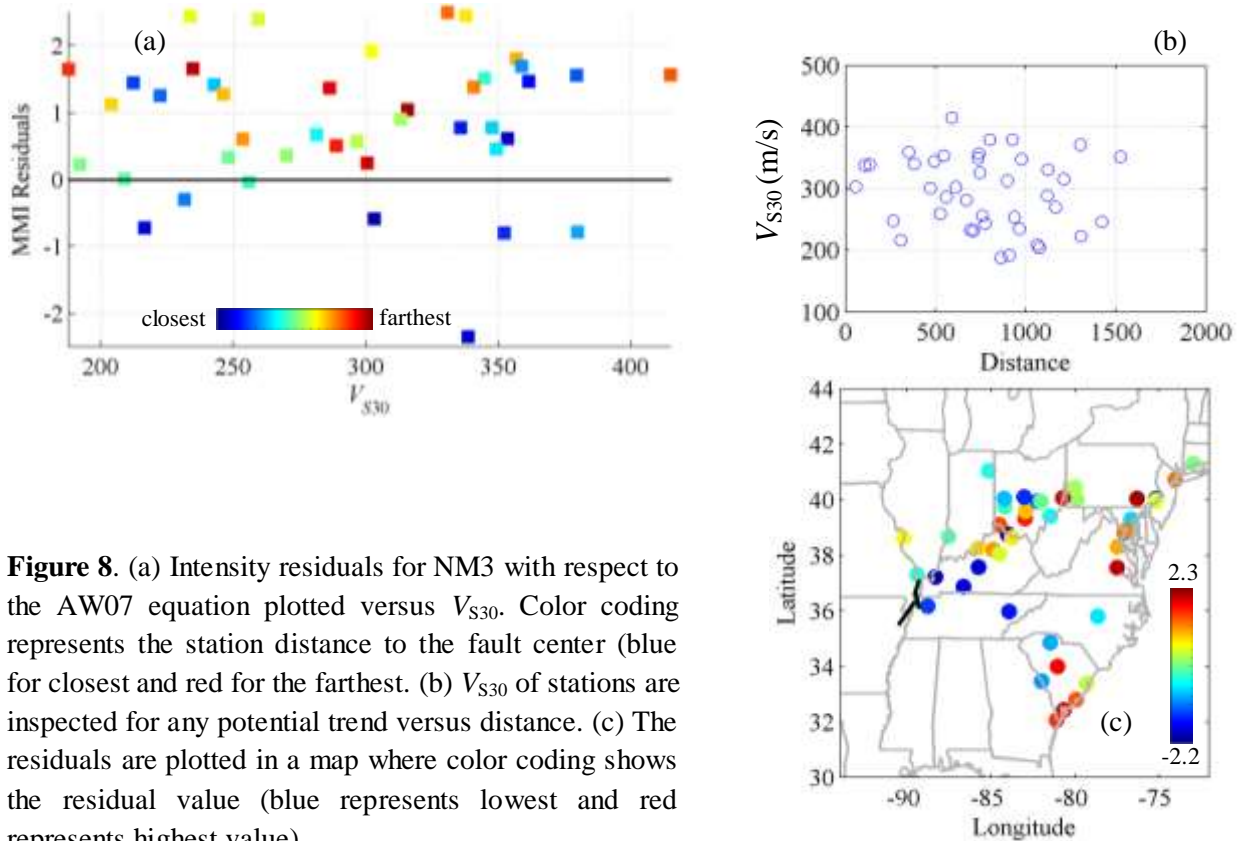 (a)
MMI Residuals
2
1
0
-1
-2
closest
farthest
200
250
300
350
400
VS30
(b)
VS30 (m/s)
500
400
300
200
100
0
500
1000
1500
2000
Distance
44
42
40
38
36
34
32
30
Latitude
2.3
(c)
-2.2
-90
-85
-80
-75
Longitude
Figure 8. (a) Intensity residuals for NM3 with respect to
the AW07 equation plotted versus VS30. Color coding
represents the station distance to the fault center (blue
for closest and red for the farthest. (b) VS30 of stations are
inspected for any potential trend versus distance. (c) The
residuals are plotted in a map where color coding shows
the residual value (blue represents lowest and red
represents highest value)